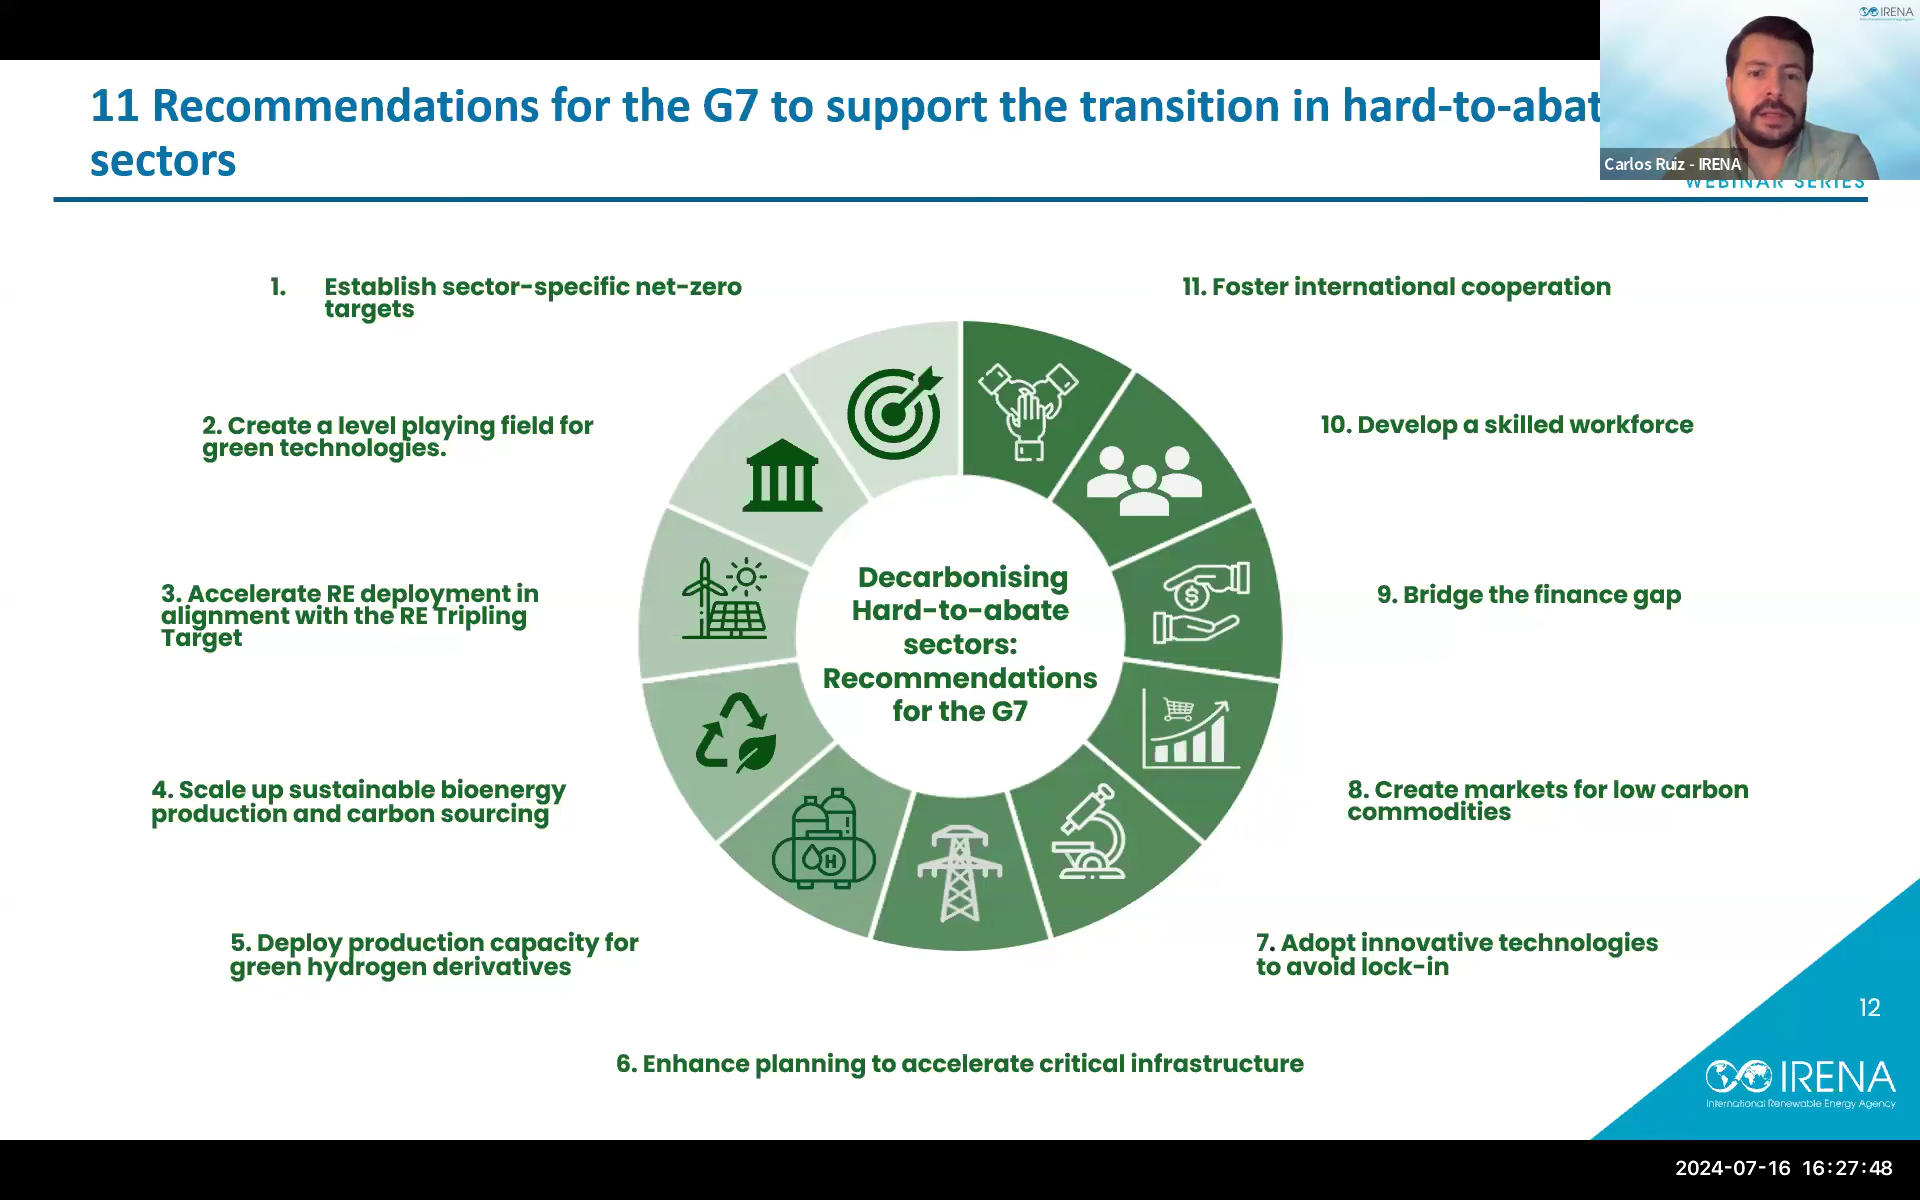 IRENA
11 Recommendations for the G7 to support the transition in hard-to-abat
sectors
Carlos Ruiz - IRENA
WEBINAR SERIES
1. Establish sector-specific net-zero
targets
2. Create a level playing field for
green technologies.
3. Accelerate RE deployment in
alignment with the RE Tripling
Target
4. Scale up sustainable bioenergy
production and carbon sourcing
5. Deploy production capacity for
green hydrogen derivatives
6. Enhance planning to accelerate critical infrastructure
7. Adopt innovative technologies
to avoid lock-in
8. Create markets for low carbon
commodities
9. Bridge the finance gap
10. Develop a skilled workforce
11. Foster international cooperation
Decarbonising
Hard-to-abate
sectors:
Recommendations
for the G7
$
H
12
IRENA
International Renewable Energy Agency
2024-07-16 16:27:48